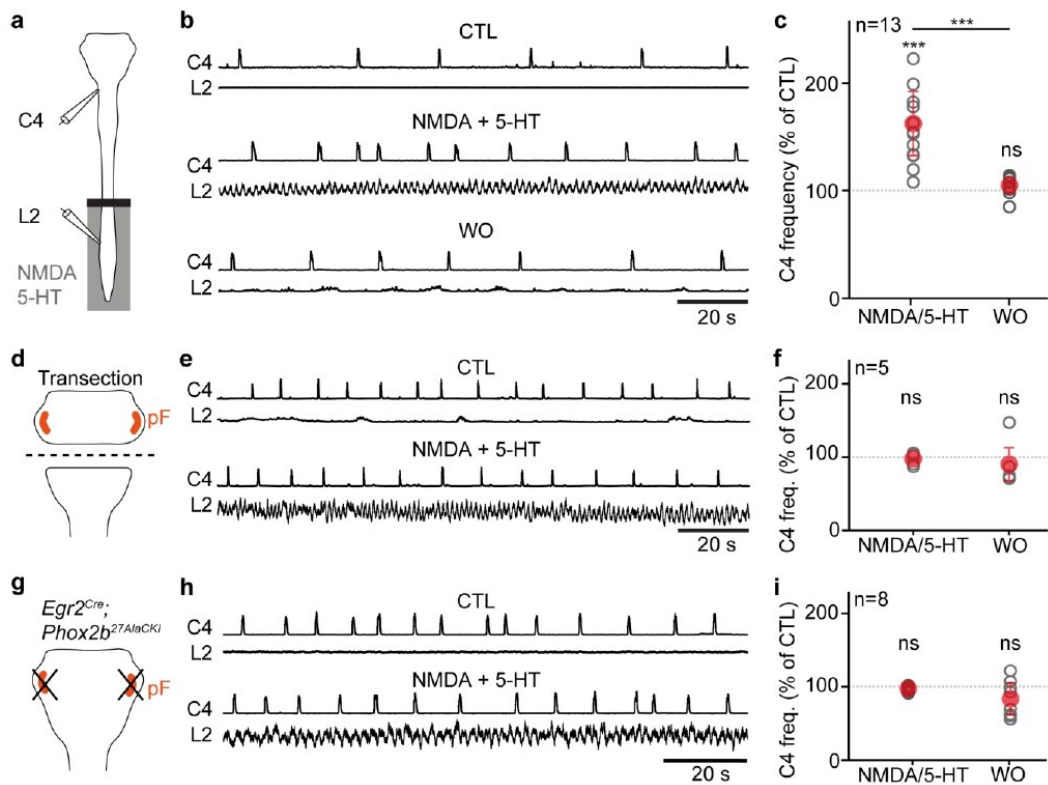 a
C4
L2
NMDA
5-HT
b
CTL
C4
L2
NMDA + 5-HT
C4
L2
WO
C4
L2
20 s
c
n=13
***
***
ns
C4 frequency (% of CTL)
200
100
0
NMDA/5-HT WO
d
Transection
pF
e
CTL
C4
L2
NMDA + 5-HT
C4
L2
20 s
f
n=5
ns ns
C4 freq. (% of CTL)
200
100
0
NMDA/5-HT WO
g
Egr2Cre;
Phox2b27AlaCKI
pF
h
CTL
C4
L2
NMDA + 5-HT
C4
L2
20 s
i
n=8
ns ns
C4 freq. (% of CTL)
200
100
0
NMDA/5-HT WO